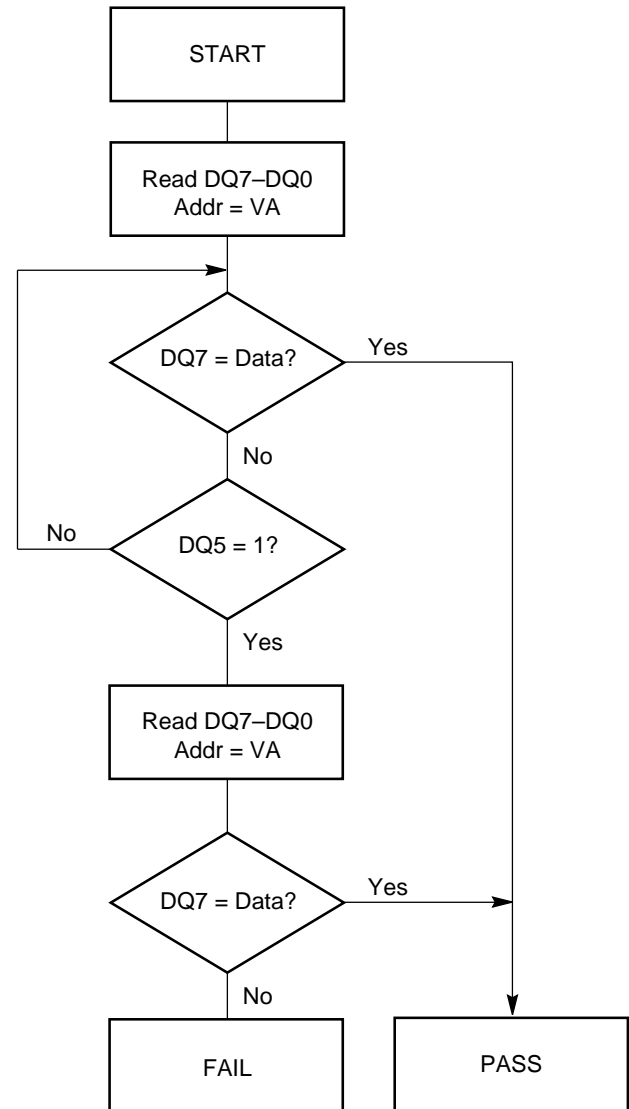 START
Read DQ7–DQ0
Addr = VA
DQ7 = Data?
Yes
No
No
DQ5 = 1?
Yes
Read DQ7–DQ0
Addr = VA
DQ7 = Data?
Yes
No
FAIL
PASS